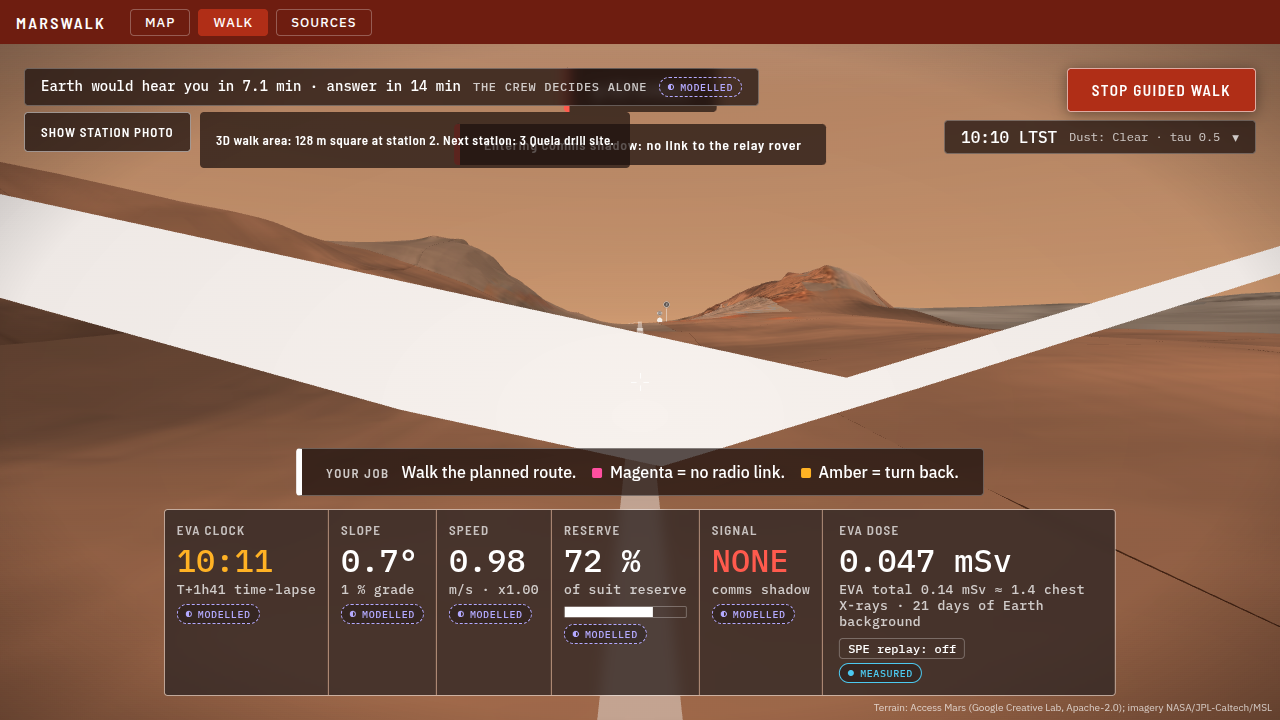 MARSWALK
MAP
WALK
SOURCES
Earth would hear you in 7.1 min · answer in 14 min THE CREW DECIDES ALONE MODELLED
STOP GUIDED WALK
SHOW STATION PHOTO
3D walk area: 128 m square at station 2. Next station: 3 Quela drill site.
Entering comms shadow: no link to the relay rover
10:10 LTST Dust: Clear · tau 0.5 ▼
YOUR JOB Walk the planned route. Magenta = no radio link. Amber = turn back.
EVA CLOCK
10:11
T+1h41 time-lapse
MODELLED
SLOPE
0.7°
1 % grade
MODELLED
SPEED
0.98
m/s · x1.00
MODELLED
RESERVE
72 %
of suit reserve
MODELLED
SIGNAL
NONE
comms shadow
MODELLED
EVA DOSE
0.047 mSv
EVA total 0.14 mSv ≈ 1.4 chest
X-rays · 21 days of Earth
background
SPE replay: off
MEASURED
Terrain: Access Mars (Google Creative Lab, Apache-2.0); imagery NASA/JPL-Caltech/MSL